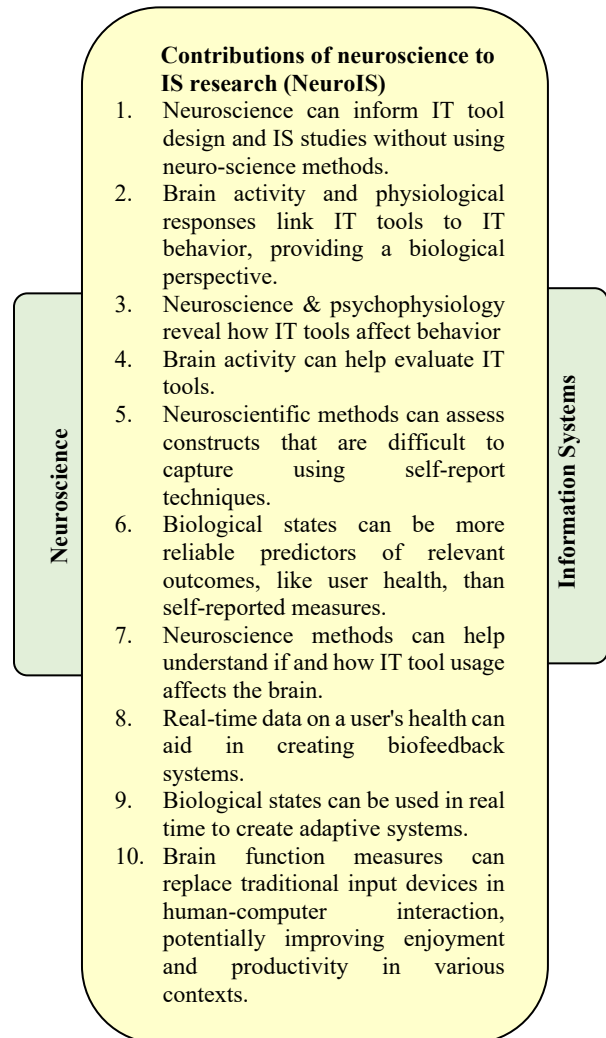 Contributions of neuroscience to
IS research (NeuroIS)
1. Neuroscience can inform IT tool
design and IS studies without using
neuro-science methods.
2. Brain activity and physiological
responses link IT tools to IT
behavior, providing a biological
perspective.
3. Neuroscience & psychophysiology
reveal how IT tools affect behavior
4. Brain activity can help evaluate IT
tools.
5. Neuroscientific methods can assess
constructs that are difficult to
capture using self-report
techniques.
6. Biological states can be more
reliable predictors of relevant
outcomes, like user health, than
self-reported measures.
7. Neuroscience methods can help
understand if and how IT tool usage
affects the brain.
8. Real-time data on a user's health can
aid in creating biofeedback
systems.
9. Biological states can be used in real
time to create adaptive systems.
10. Brain function measures can
replace traditional input devices in
human-computer interaction,
potentially improving enjoyment
and productivity in various
contexts.
Neuroscience
Information Systems